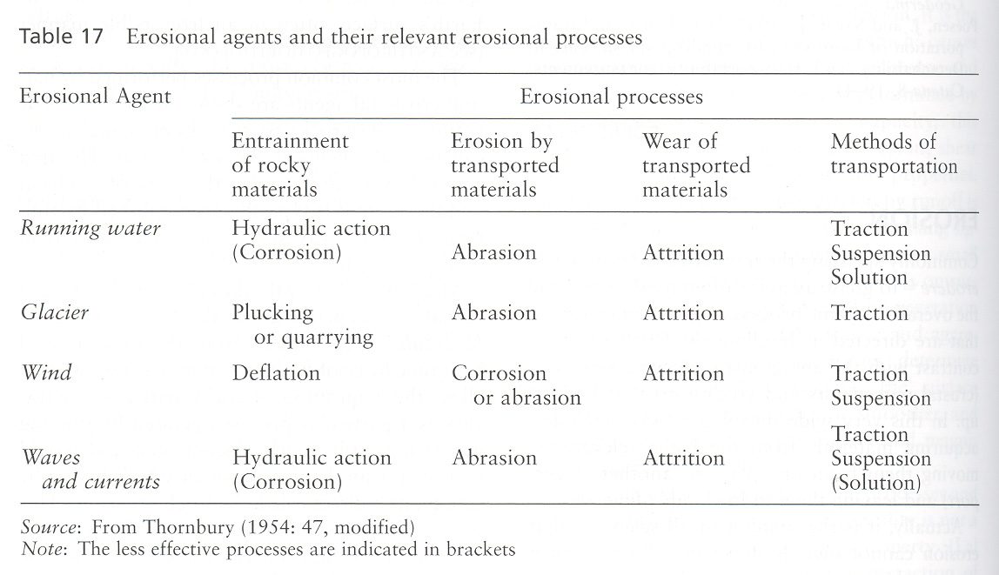 Table 17 Erosional agents and their relevant erosional processes
Erosional Agent Erosional processes
Entrainment Erosion by Wear of Methods of
of rocky transported transported transportation
materials materials materials
Running water Hydraulic action Traction
(Corrosion) Abrasion Attrition Suspension
Solution
Glacier Plucking Abrasion Attrition Traction
or quarrying
Wind Deflation Corrosion Attrition Traction
or abrasion Suspension
Traction
Waves Hydraulic action Abrasion Attrition Suspension
and currents (Corrosion) (Solution)
Source: From Thornbury (1954: 47, modified)
Note: The less effective processes are indicated in brackets